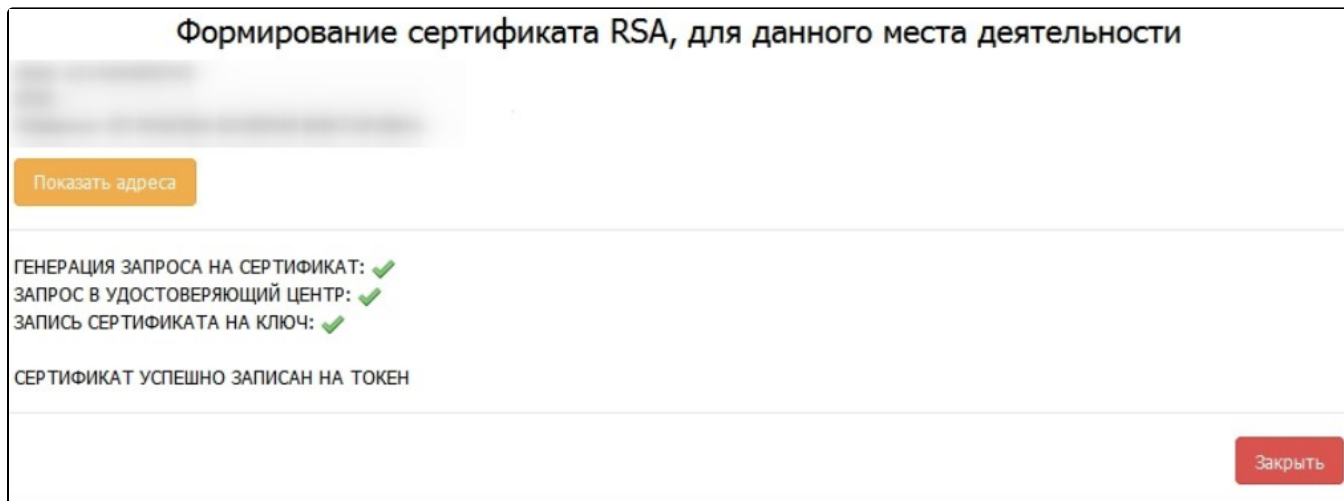 Формирование сертификата RSA, для данного места деятельности
Показать адреса
ГЕНЕРАЦИЯ ЗАПРОСА НА СЕРТИФИКАТ:
ЗАПРОС В УДОСТОВЕРЯЮЩИЙ ЦЕНТР:
ЗАПИСЬ СЕРТИФИКАТА НА КЛЮЧ:
СЕРТИФИКАТ УСПЕШНО ЗАПИСАН НА ТОКЕН
Закрыть